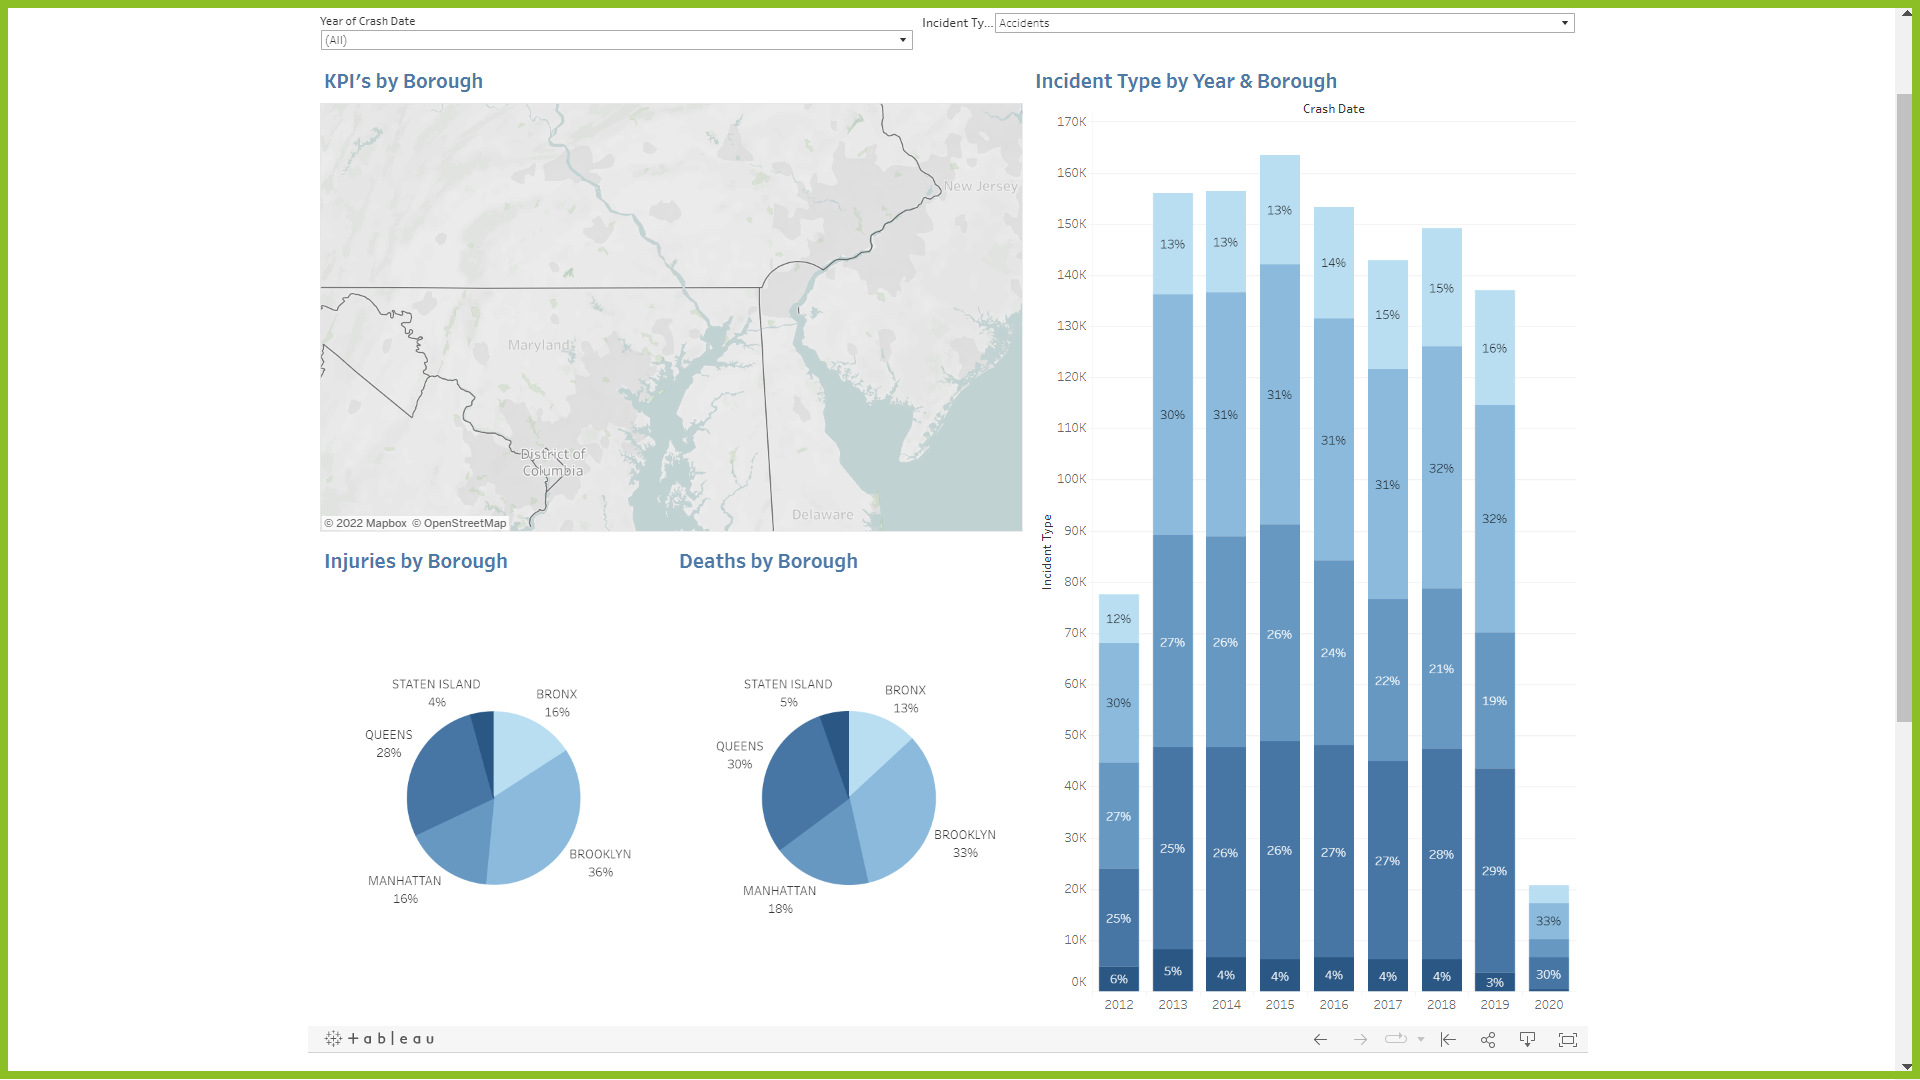 Year of Crash Date
(All)
Incident Ty...
Accidents
KPI's by Borough
Incident Type by Year & Borough
Crash Date
New Jersey
Maryland
District of
Columbia
Delaware
© 2022 Mapbox © OpenStreetMap
Injuries by Borough
Deaths by Borough
STATEN ISLAND
4%
BRONX
16%
QUEENS
28%
BROOKLYN
36%
MANHATTAN
16%
STATEN ISLAND
5%
BRONX
13%
QUEENS
30%
BROOKLYN
33%
MANHATTAN
18%
Incident Type
170K
160K
150K
140K
130K
120K
110K
100K
90K
80K
70K
60K
50K
40K
30K
20K
10K
0K
12%
30%
27%
25%
6%
13%
30%
27%
25%
5%
13%
31%
26%
26%
4%
13%
31%
26%
26%
4%
14%
31%
24%
27%
4%
15%
31%
22%
27%
4%
15%
32%
21%
28%
4%
16%
32%
19%
29%
3%
33%
30%
2012 2013 2014 2015 2016 2017 2018 2019 2020
+ableau